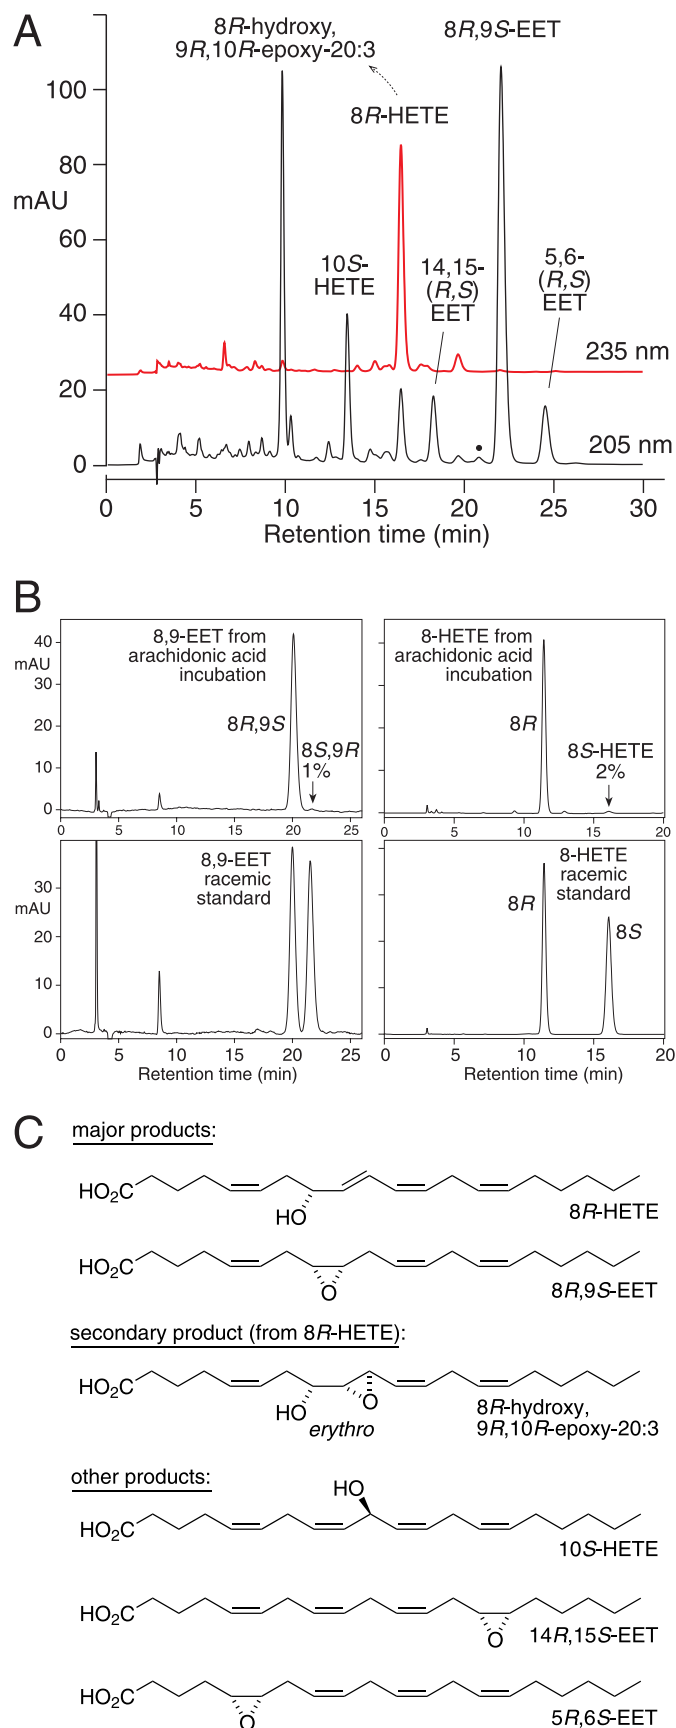 A
8R-hydroxy,
9R,10R-epoxy-20:3
8R,9S-EET
8R-HETE
10S-
HETE
14,15-
(R,S)
EET
5,6-
(R,S)
EET
235 nm
205 nm
mAU
100
80
60
40
20
0
0 5 10 15 20 25 30
Retention time (min)
B
8,9-EET from
arachidonic acid
incubation
8R,9S
8S,9R
1%
40
mAU
30
20
10
0
0 5 10 15 20 25
8-HETE from
arachidonic acid
incubation
8R
8S-HETE
2%
0 5 10 15 20
8,9-EET
racemic
standard
mAU
30
20
10
0
0 5 10 15 20 25
Retention time (min)
8-HETE
racemic
standard
8R
8S
0 5 10 15 20
Retention time (min)
C
major products:
HO₂C
HO
8R-HETE
HO₂C
O
8R,9S-EET
secondary product (from 8R-HETE):
HO₂C
HO
O
erythro
8R-hydroxy,
9R,10R-epoxy-20:3
other products:
HO
HO₂C
10S-HETE
HO₂C
O
14R,15S-EET
HO₂C
O
5R,6S-EET